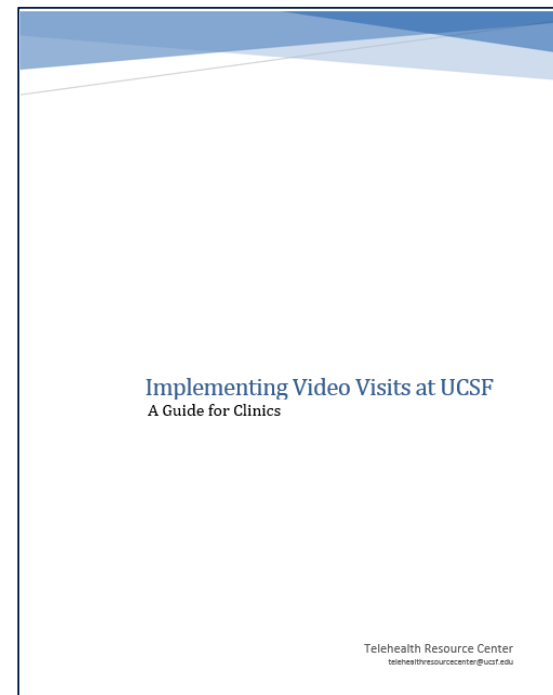 Implementing Video Visits at UCSF
A Guide for Clinics
Telehealth Resource Center
telehealthresourcecenter@ucsf.edu